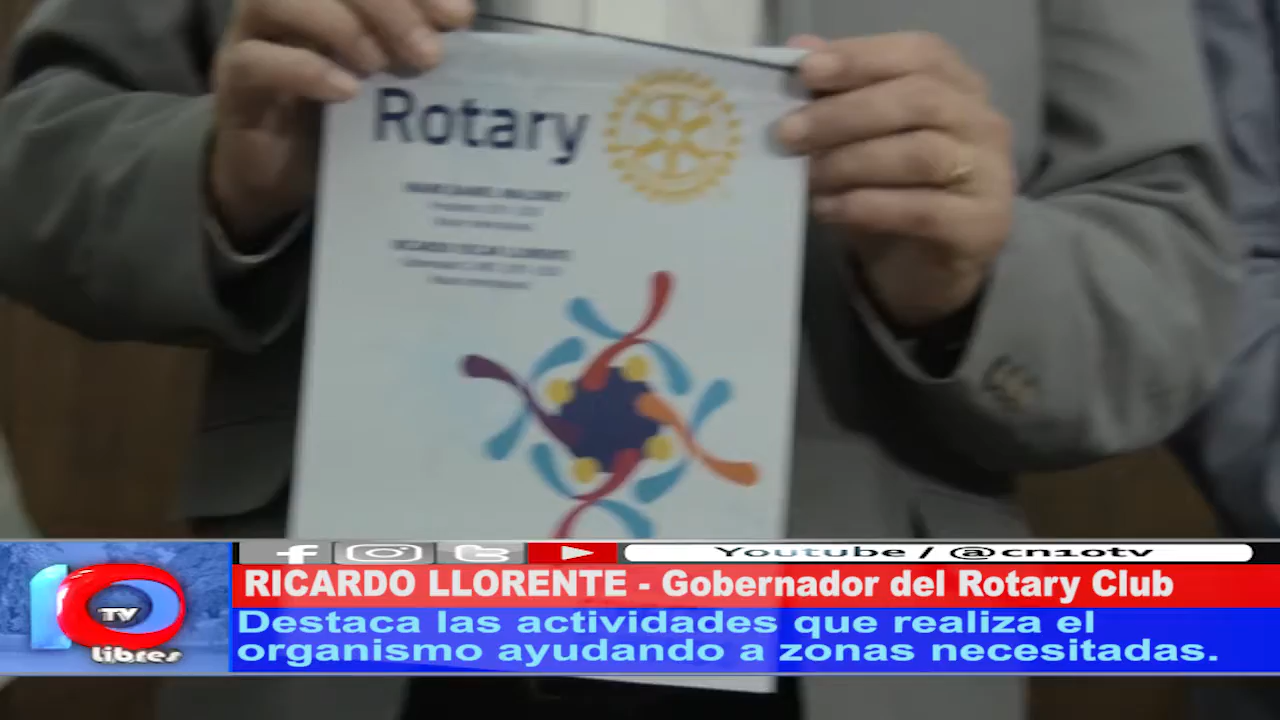 Rotary
Youtube / @cn10tv
RICARDO LLORENTE - Gobernador del Rotary Club
Destaca las actividades que realiza el
organismo ayudando a zonas necesitadas.
10
TV
libres